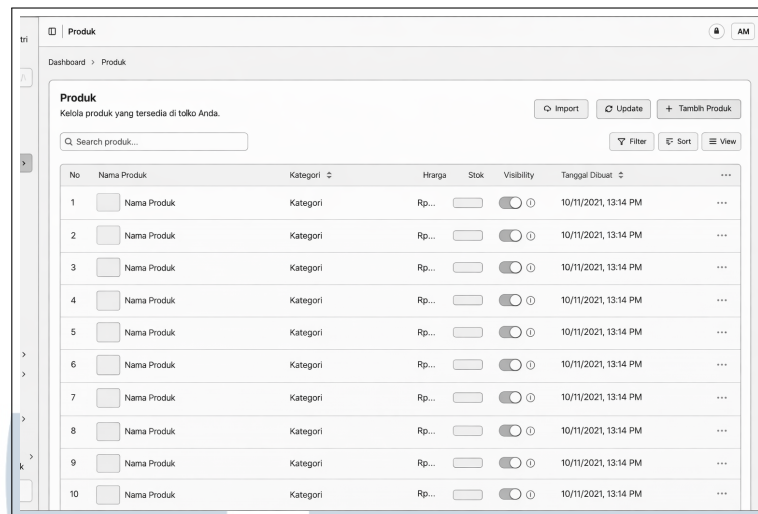 tri
Produk
AM
Dashboard > Produk
Produk
Kelola produk yang tersedia di tolko Anda.
Import
Update
+ Tamblh Produk
Search produk...
Filter
Sort
View
No Nama Produk Kategori Hrarga Stok Visibility Tanggal Dibuat ...
1 Nama Produk Kategori Rp... 10/11/2021, 13:14 PM ...
2 Nama Produk Kategori Rp... 10/11/2021, 13:14 PM ...
3 Nama Produk Kategori Rp... 10/11/2021, 13:14 PM ...
4 Nama Produk Kategori Rp... 10/11/2021, 13:14 PM ...
5 Nama Produk Kategori Rp... 10/11/2021, 13:14 PM ...
6 Nama Produk Kategori Rp... 10/11/2021, 13:14 PM ...
7 Nama Produk Kategori Rp... 10/11/2021, 13:14 PM ...
8 Nama Produk Kategori Rp... 10/11/2021, 13:14 PM ...
9 Nama Produk Kategori Rp... 10/11/2021, 13:14 PM ...
k
10 Nama Produk Kategori Rp... 10/11/2021, 13:14 PM ...